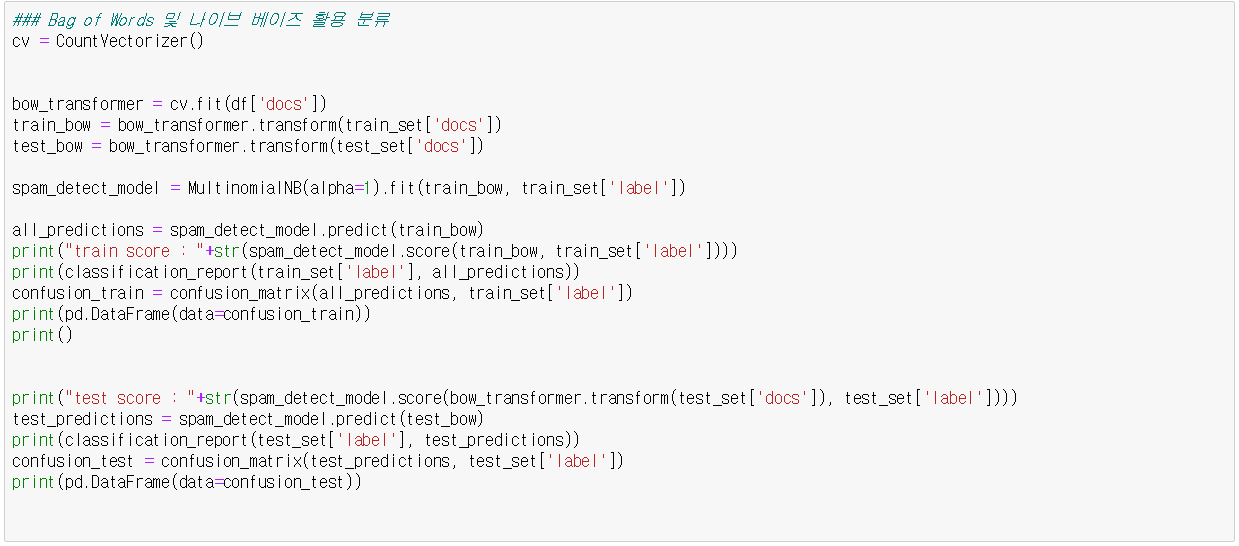 ### Bag of Words 및 나이브 베이즈 활용 분류
cv = CountVectorizer()
bow_transformer = cv.fit(df['docs'])
train_bow = bow_transformer.transform(train_set['docs'])
test_bow = bow_transformer.transform(test_set['docs'])
spam_detect_model = MultinomialNB(alpha=1).fit(train_bow, train_set['label'])
all_predictions = spam_detect_model.predict(train_bow)
print("train score : "+str(spam_detect_model.score(train_bow, train_set['label'])))
print(classification_report(train_set['label'], all_predictions))
confusion_train = confusion_matrix(all_predictions, train_set['label'])
print(pd.DataFrame(data=confusion_train))
print()
print("test score : "+str(spam_detect_model.score(bow_transformer.transform(test_set['docs']), test_set['label'])))
test_predictions = spam_detect_model.predict(test_bow)
print(classification_report(test_set['label'], test_predictions))
confusion_test = confusion_matrix(test_predictions, test_set['label'])
print(pd.DataFrame(data=confusion_test))